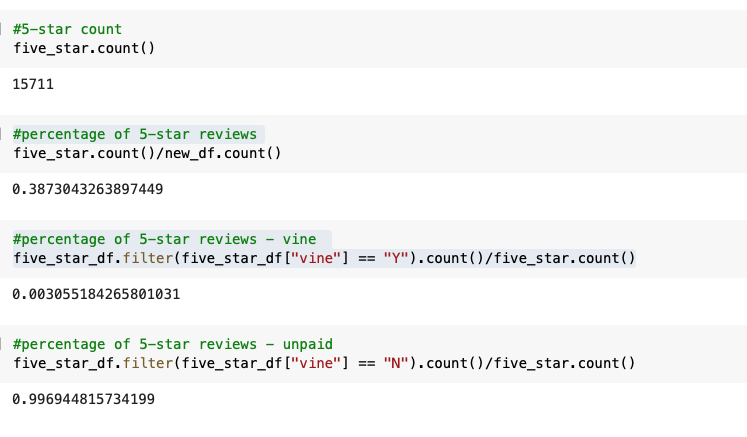 #5-star count
five_star.count()
15711
#percentage of 5-star reviews
five_star.count()/new_df.count()
0.3873043263897449
#percentage of 5-star reviews - vine
five_star_df.filter(five_star_df["vine"] == "Y").count()/five_star.count()
0.003055184265801031
#percentage of 5-star reviews - unpaid
five_star_df.filter(five_star_df["vine"] == "N").count()/five_star.count()
0.996944815734199